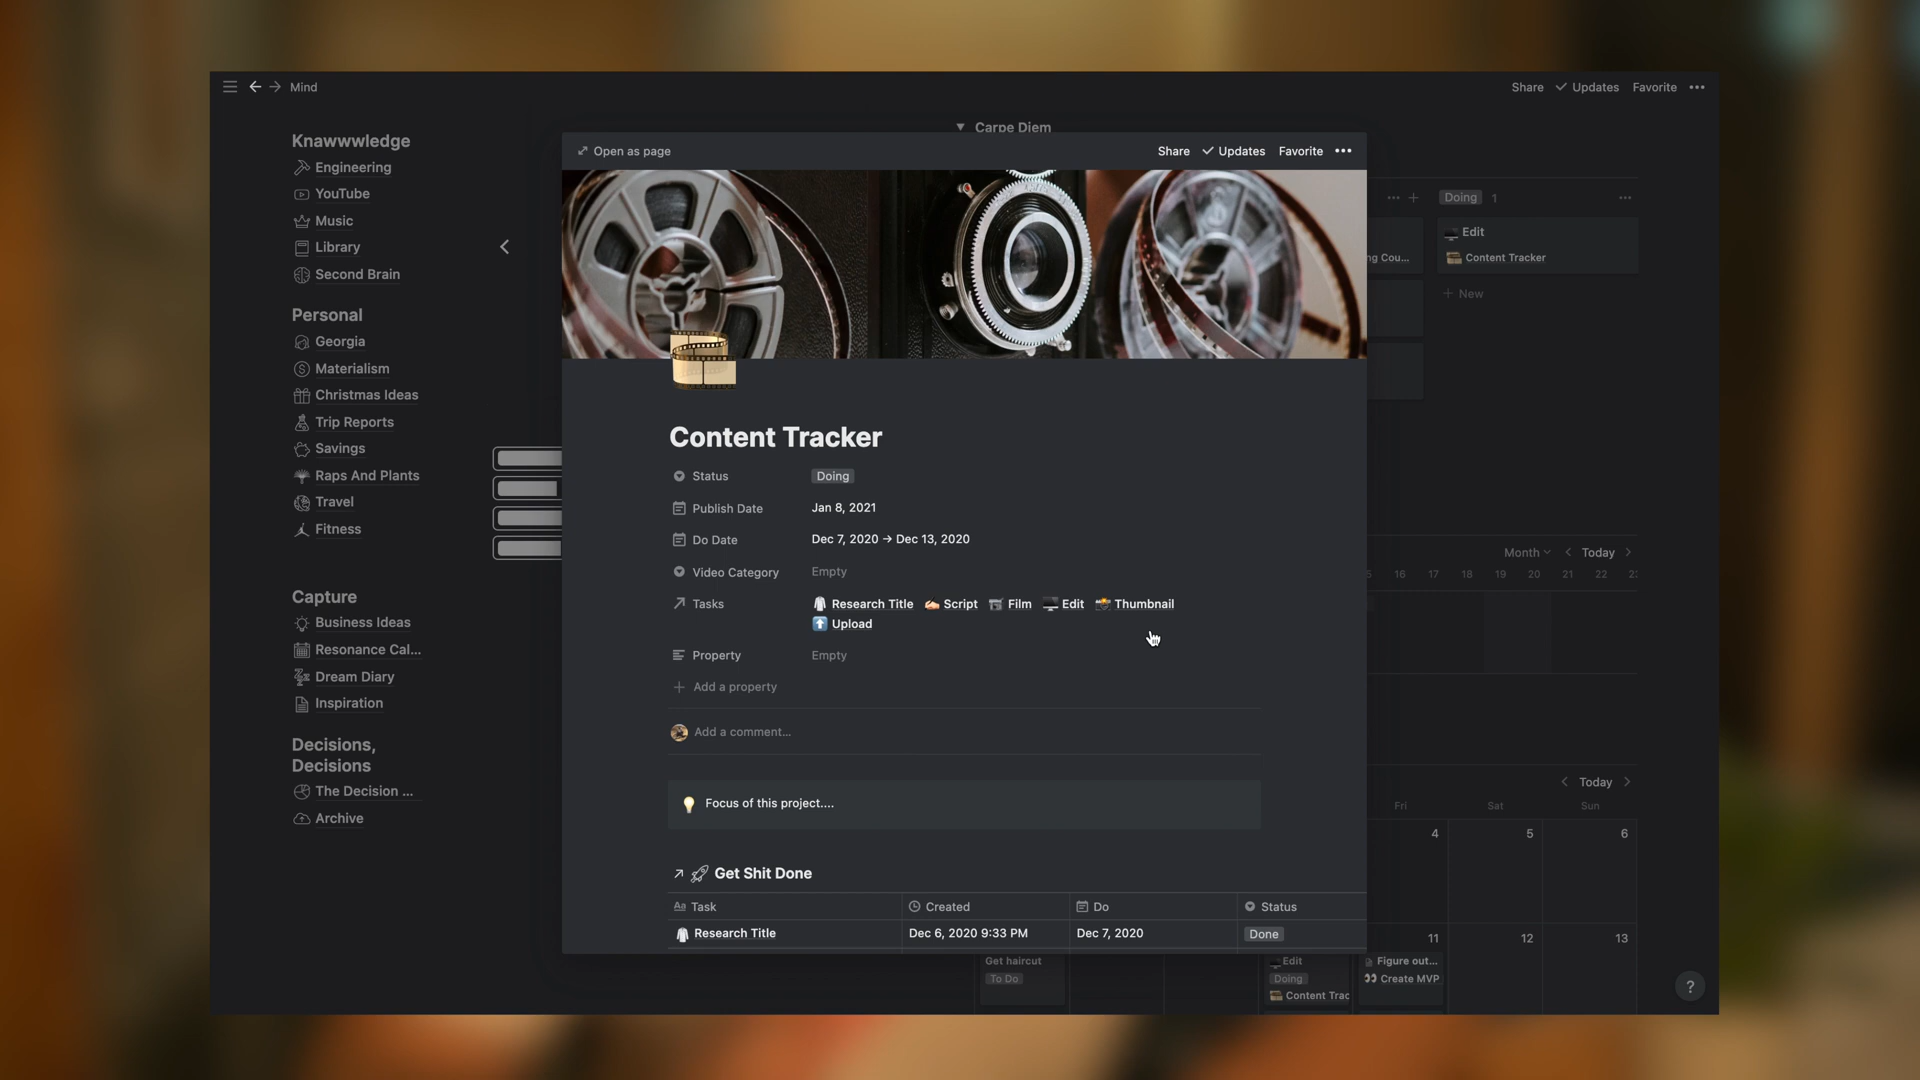 Mind
Share Updates Favorite
Knawwwledge
Engineering
YouTube
Music
Library
Second Brain
Personal
Georgia
Materialism
Christmas Ideas
Trip Reports
Savings
Raps And Plants
Travel
Fitness
Capture
Business Ideas
Resonance Cal...
Dream Diary
Inspiration
Decisions,
Decisions
The Decision ...
Archive
Carpe Diem
Open as page
Share Updates Favorite
Content Tracker
Status Doing
Publish Date Jan 8, 2021
Do Date Dec 7, 2020 → Dec 13, 2020
Video Category Empty
Tasks Research Title Script Film Edit Thumbnail
Upload
Property Empty
+ Add a property
Add a comment...
Focus of this project....
Get Shit Done
Aa Task Created Do Status
Research Title Dec 6, 2020 9:33 PM Dec 7, 2020 Done
Doing 1
Edit
ng Cou... Content Tracker
+ New
Month Today
16 17 18 19 20 21 22
Today
Fri Sat Sun
4 5 6
11 12 13
Get haircut
To Do
Edit
Doing
Content Trac
Figure out...
Create MVP
?